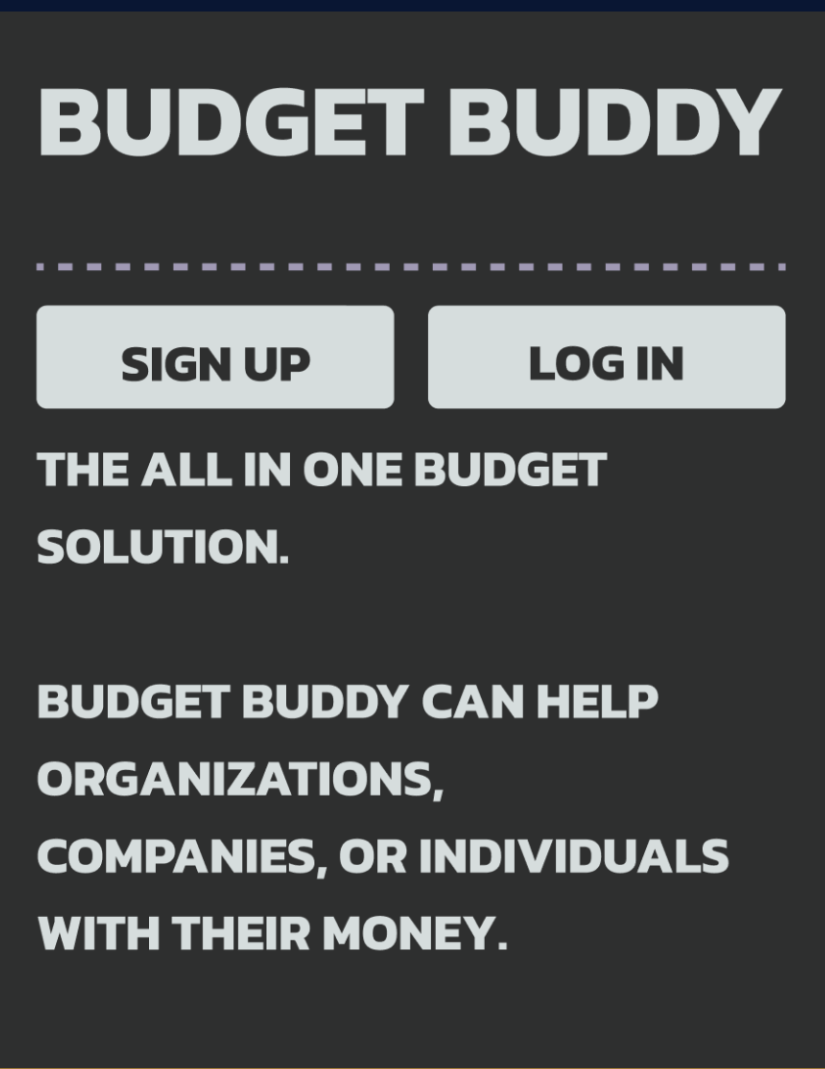 BUDGET BUDDY
SIGN UP
LOG IN
THE ALL IN ONE BUDGET
SOLUTION.
BUDGET BUDDY CAN HELP
ORGANIZATIONS,
COMPANIES, OR INDIVIDUALS
WITH THEIR MONEY.